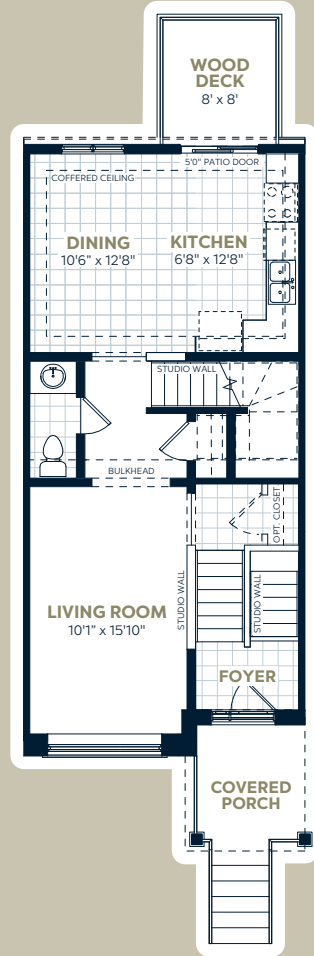 WOOD
DECK
8' x 8'
5'0" PATIO DOOR
COFFERED CEILING
DINING
10'6” x 12'8"
KITCHEN
6'8" x 12'8"
STUDIO WALL
BULKHEAD
OPT. CLOSET
LIVING ROOM
10'1” x 15'10"
STUDIO WALL
STUDIO WALL
FOYER
COVERED
PORCH